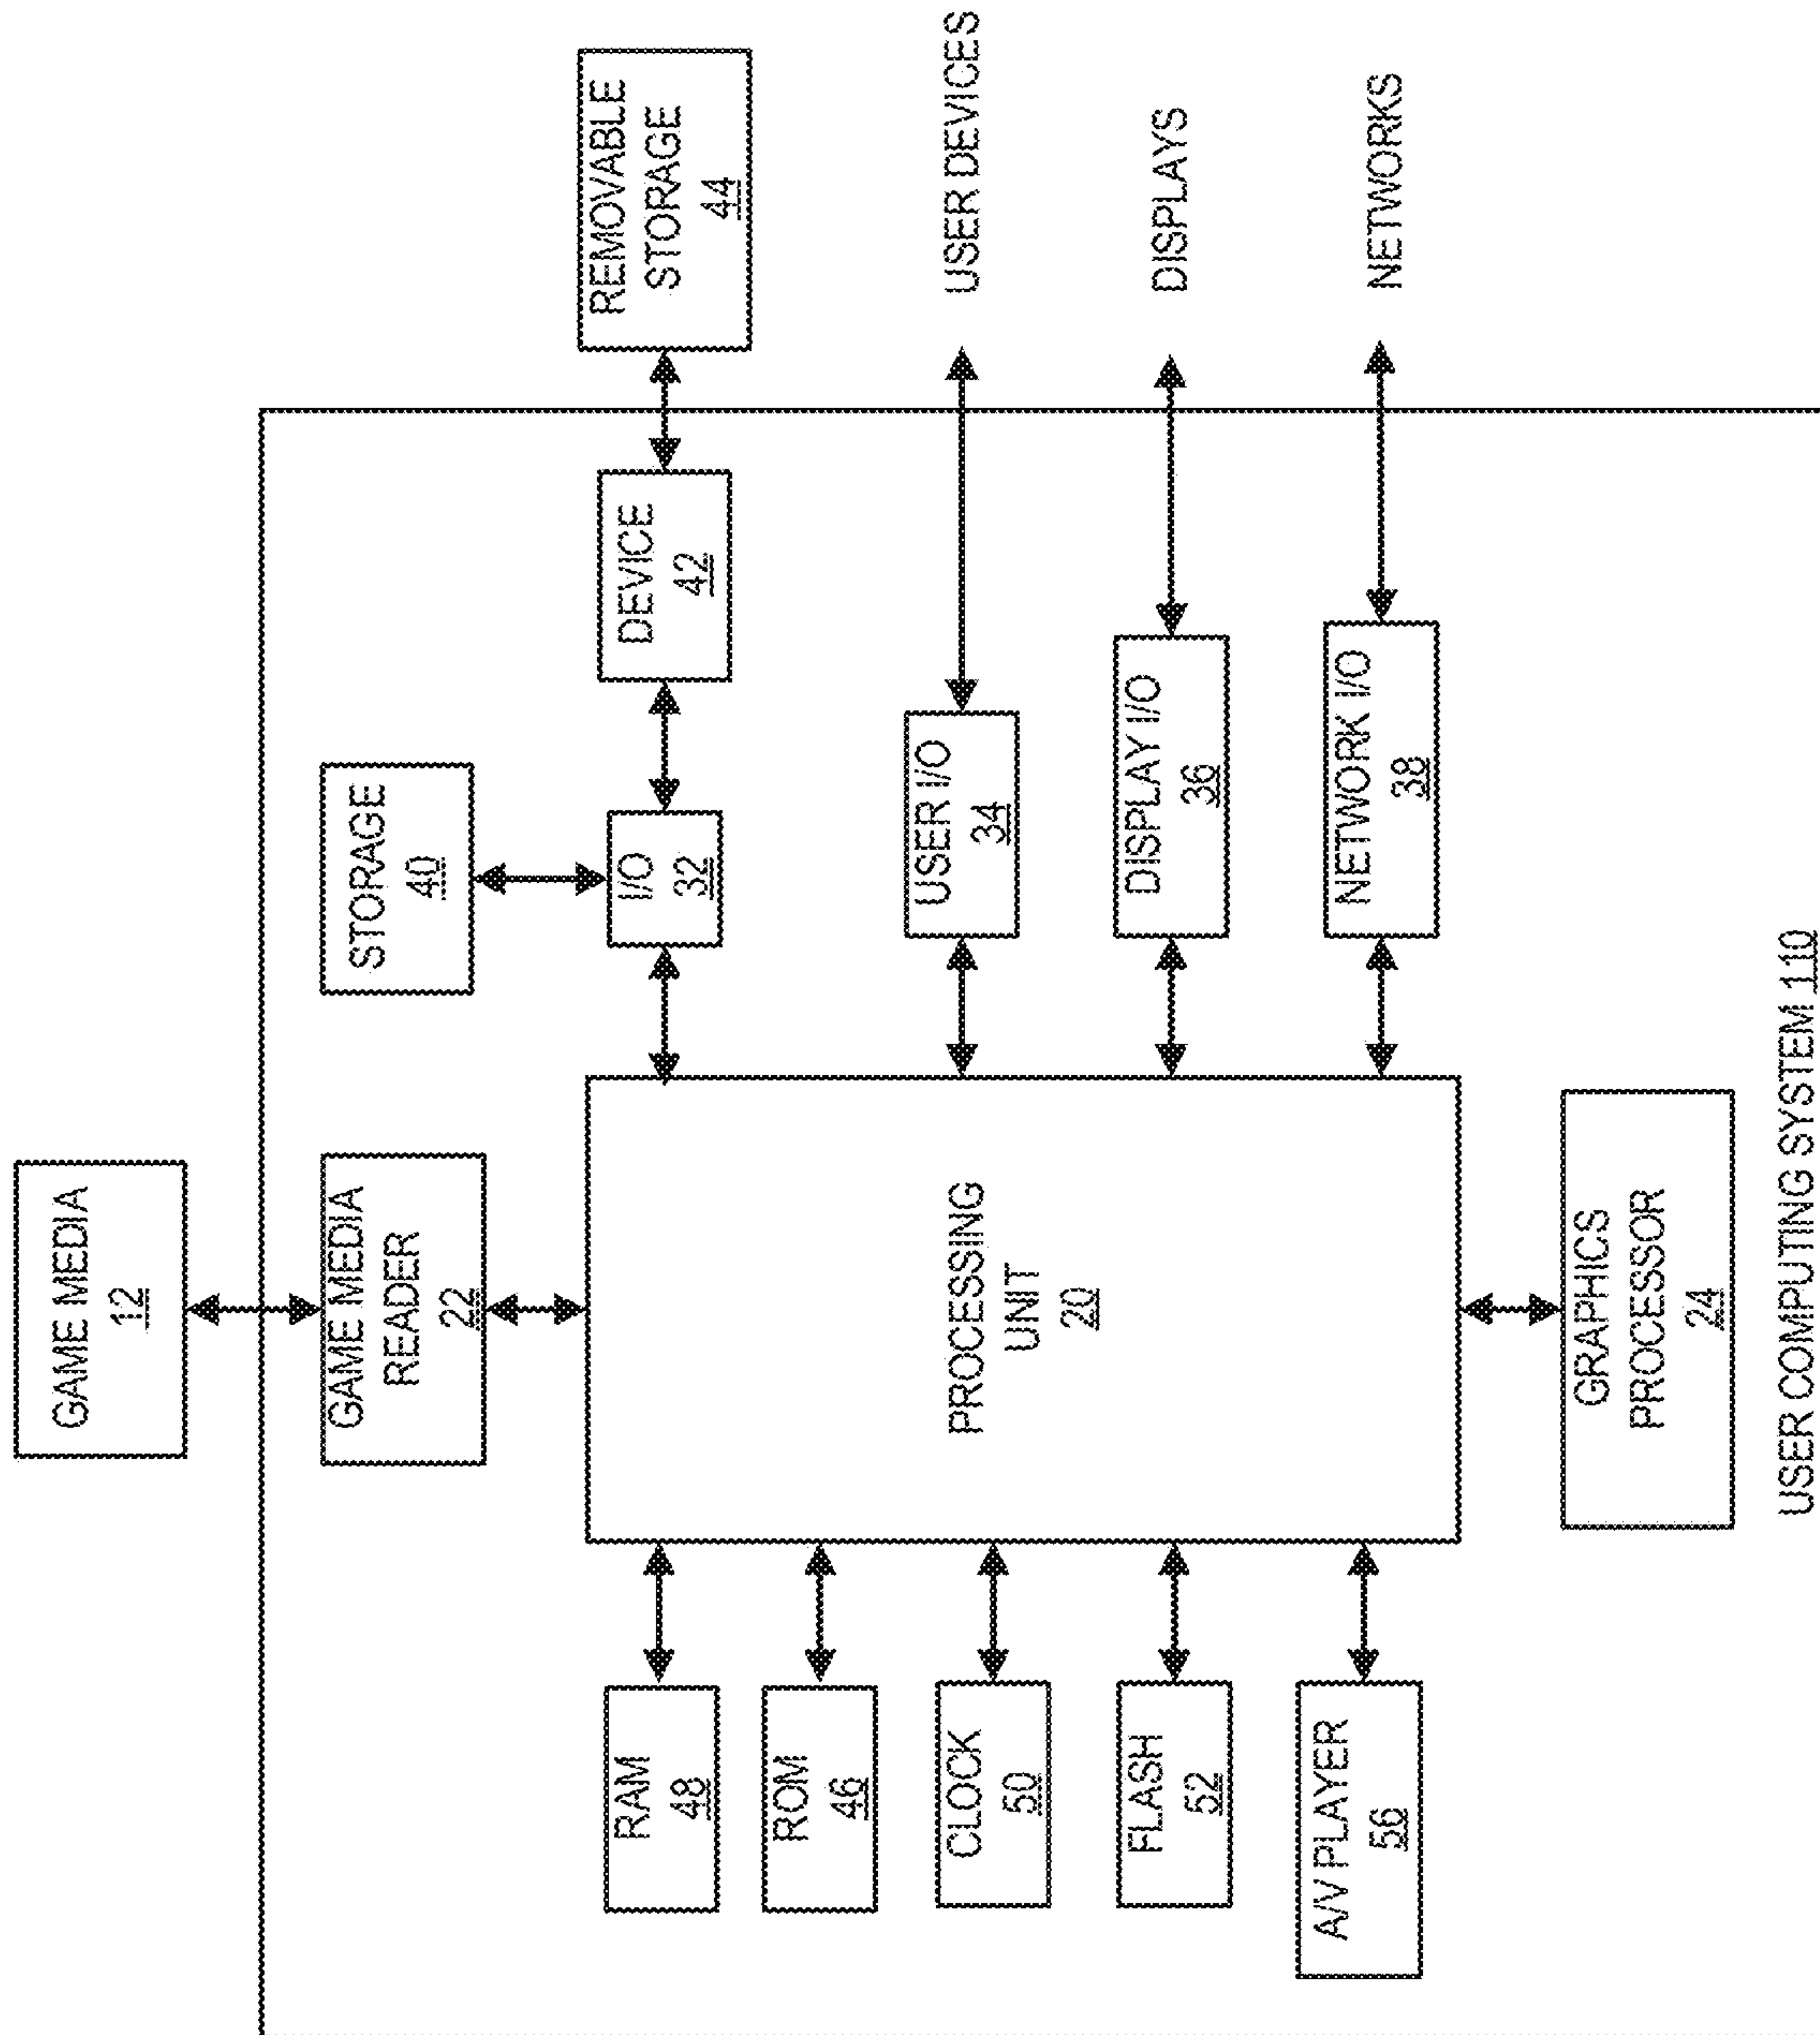 GAME MEDIA
12
GAME MEDIA
READER
22
RAM
48
ROM
46
CLOCK
50
FLASH
52
A/V PLAYER
56
PROCESSING
UNIT
20
GRAPHICS
PROCESSOR
24
STORAGE
40
I/O
32
DEVICE
42
REMOVABLE
STORAGE
44
USER I/O
34
USER DEVICES
DISPLAY I/O
36
DISPLAYS
NETWORK I/O
38
NETWORKS
USER COMPUTING SYSTEM 110